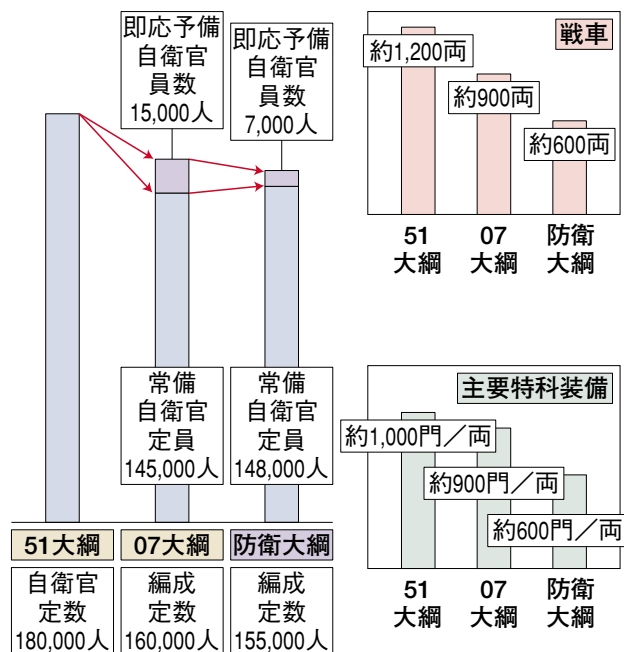 即応予備
自衛官
員数
15,000人
即応予備
自衛官
員数
7,000人
常備
自衛官
定員
145,000人
常備
自衛官
定員
148,000人
51大綱
07大綱
防衛大綱
自衛官
定数
180,000人
編成
定数
160,000人
編成
定数
155,000人
戦車
約1,200両
約900両
約600両
51
大綱
07
大綱
防衛
大綱
主要特科装備
約1,000門／両
約900門／両
約600門／両
51
大綱
07
大綱
防衛
大綱